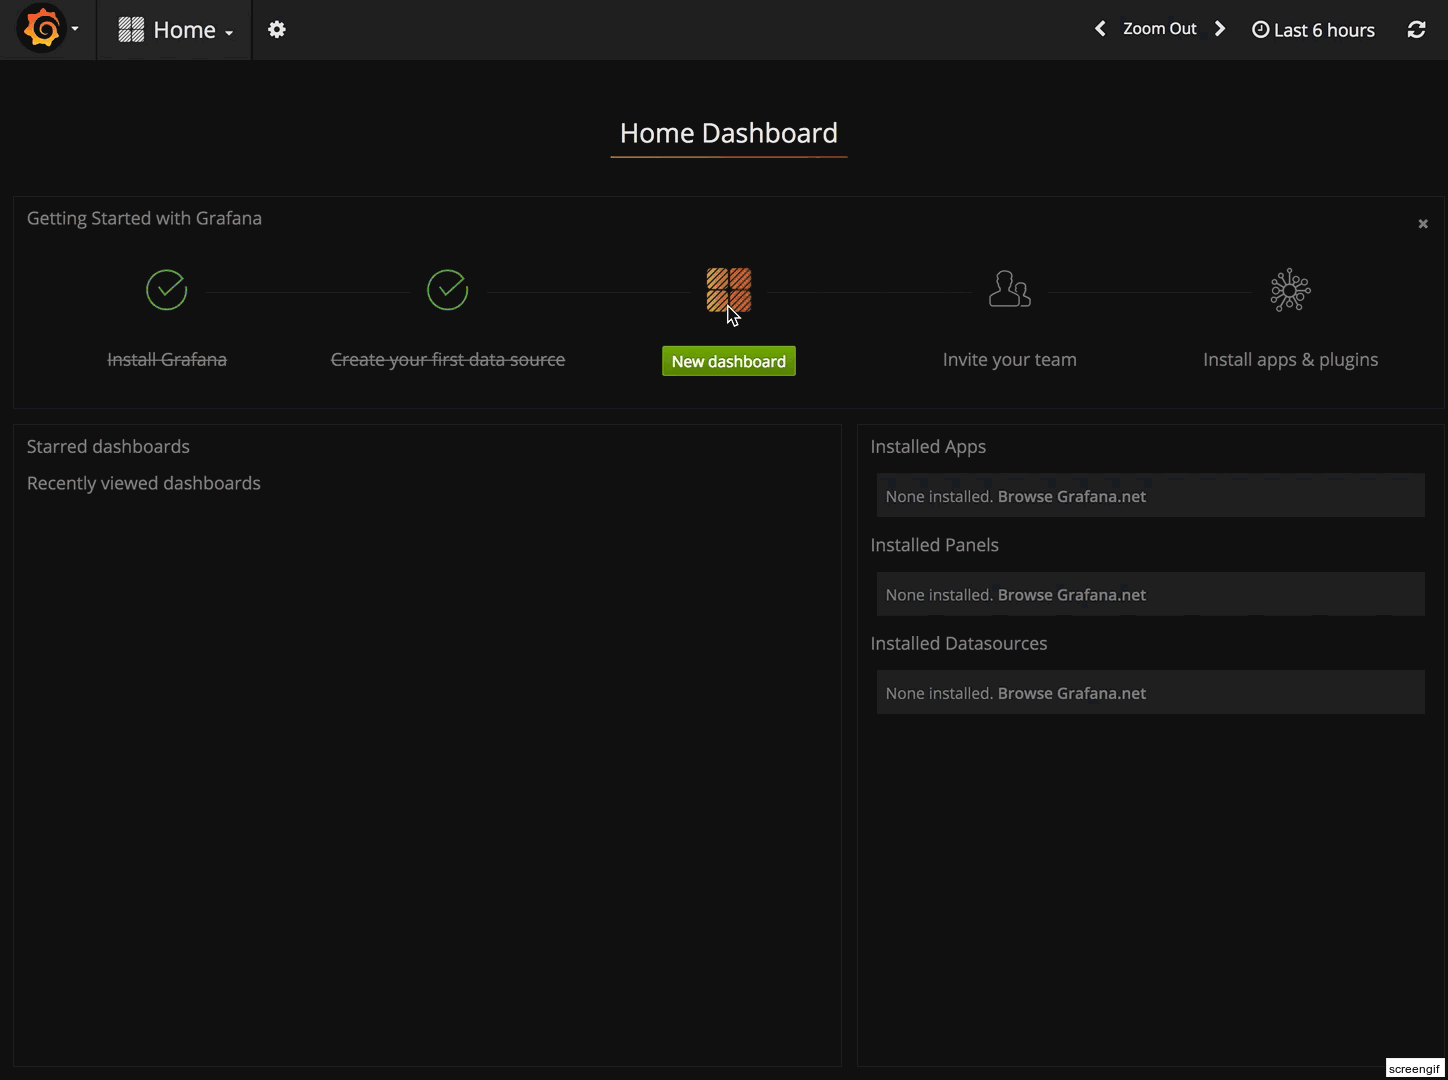 Home
Zoom Out
Last 6 hours
Home Dashboard
Getting Started with Grafana
Install Grafana
Create your first data source
New dashboard
Invite your team
Install apps & plugins
Starred dashboards
Recently viewed dashboards
Installed Apps
None installed. Browse Grafana.net
Installed Panels
None installed. Browse Grafana.net
Installed Datasources
None installed. Browse Grafana.net
screengif